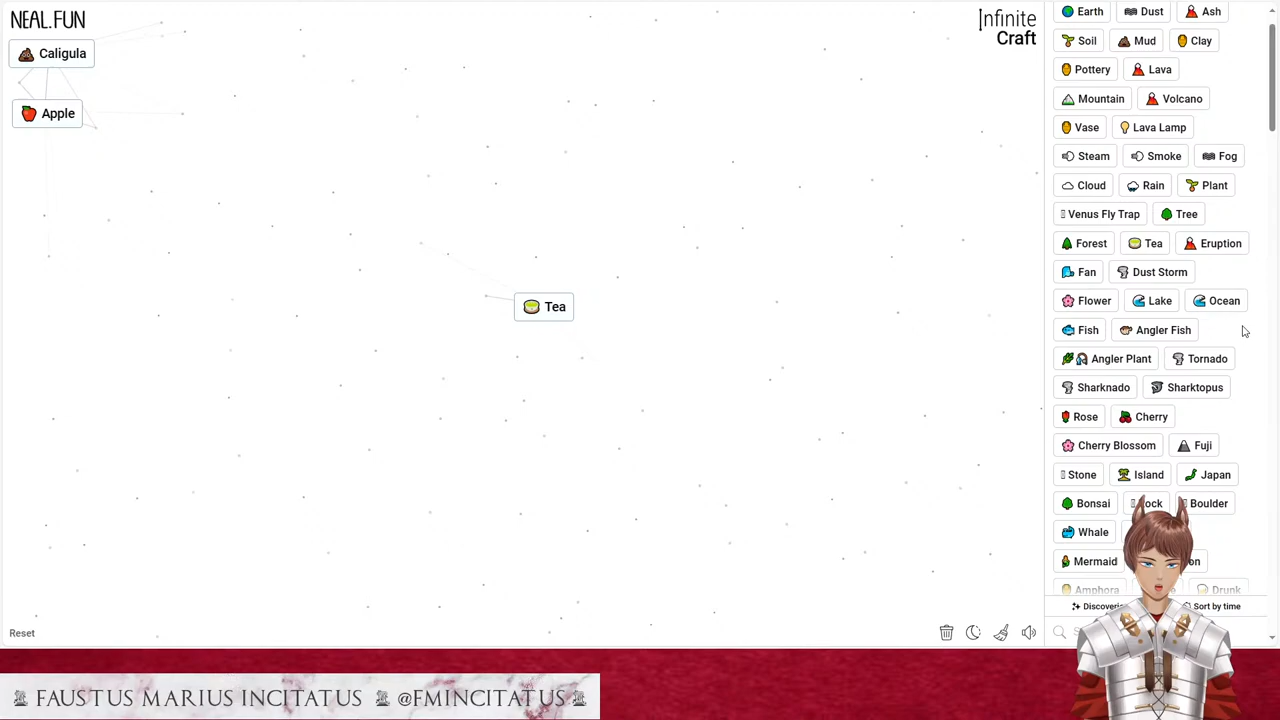 NEAL.FUN
Infinite
Craft
Caligula
Apple
Tea
Reset
Earth Dust Ash
Soil Mud Clay
Pottery Lava
Mountain Volcano
Vase Lava Lamp
Steam Smoke Fog
Cloud Rain Plant
Venus Fly Trap Tree
Forest Tea Eruption
Fan Dust Storm
Flower Lake Ocean
Fish Angler Fish
Angler Plant Tornado
Sharknado Sharktopus
Rose Cherry
Cherry Blossom Fuji
Stone Island Japan
Bonsai Boulder
Whale
Mermaid
Amphora Drunk
Sort by time
FAUSTUS MARIUS INCITATUS @FMINCITATUS